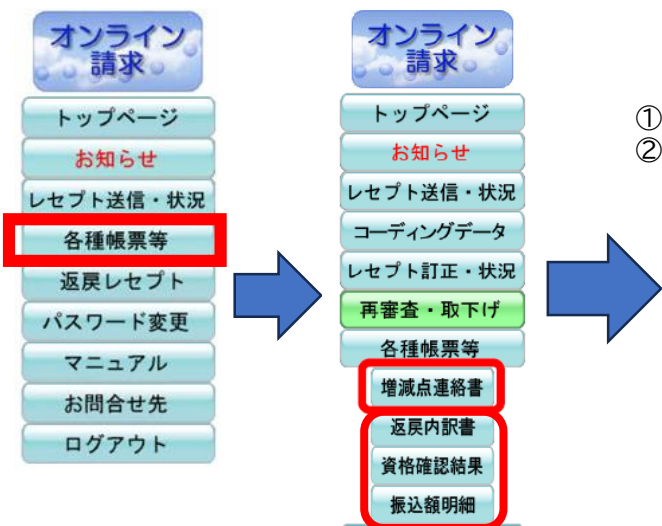 オンライン
請求
トップページ
お知らせ
レセプト送信・状況
各種帳票等
返戻レセプト
パスワード変更
マニュアル
お問合せ先
ログアウト
オンライン
請求
トップページ
お知らせ
レセプト送信・状況
コーディングデータ
レセプト訂正・状況
再審査・取下げ
各種帳票等
増減点連絡書
返戻内訳書
資格確認結果
振込額明細
①
②